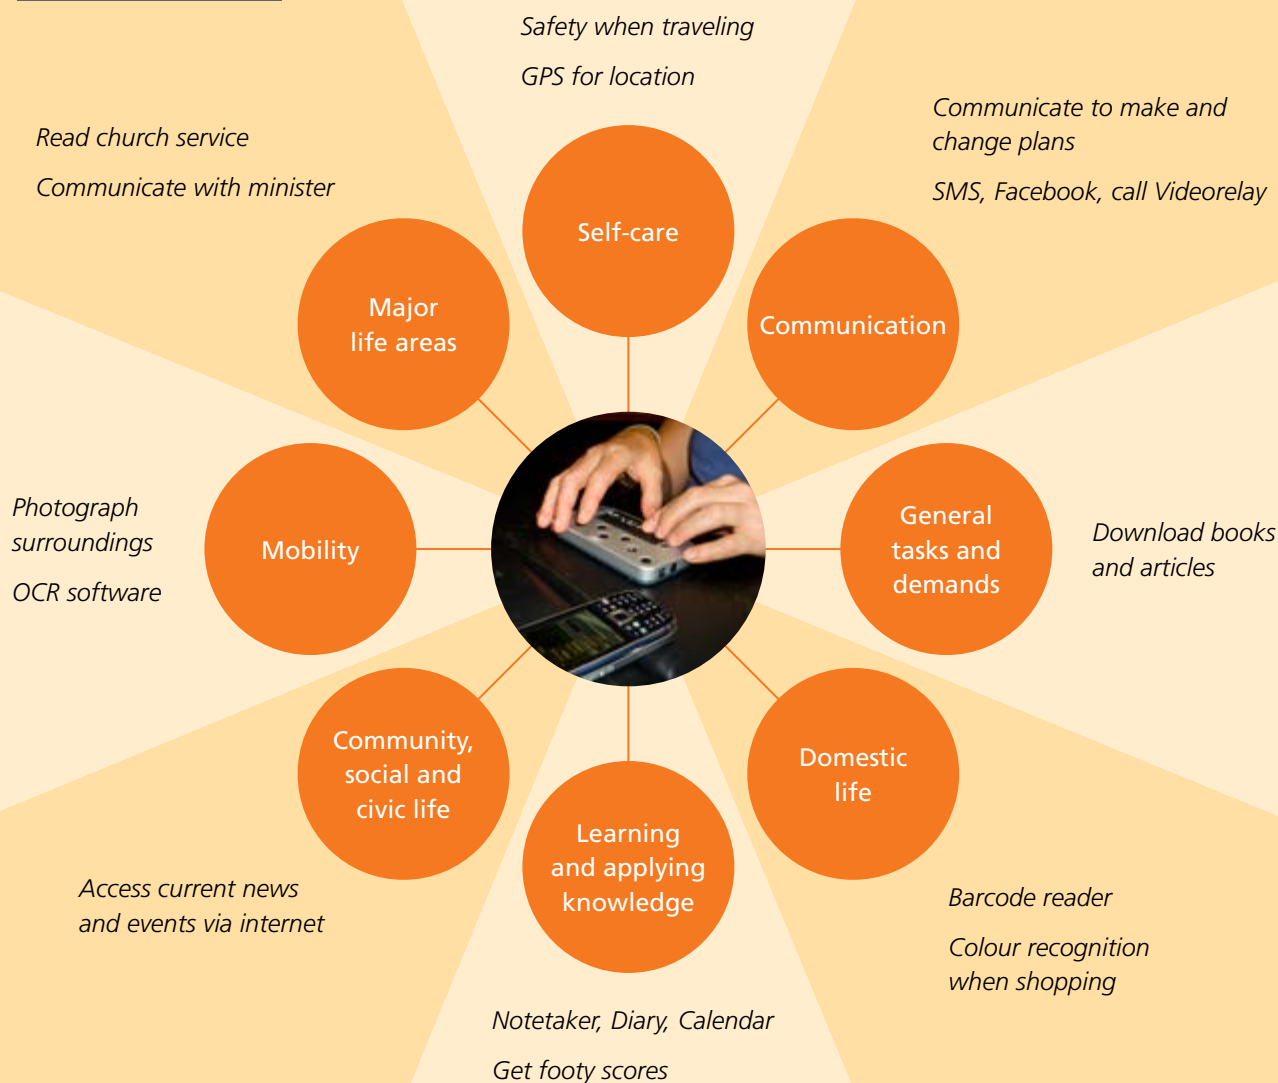 Safety when traveling
GPS for location
Read church service
Communicate with minister
Communicate to make and
change plans
SMS, Facebook, call Videorelay
Self-care
Major
life areas
Communication
Photograph
surroundings
OCR software
Mobility
General
tasks and
demands
Download books
and articles
Community,
social and
civic life
Domestic
life
Learning
and applying
knowledge
Access current news
and events via internet
Barcode reader
Colour recognition
when shopping
Notetaker, Diary, Calendar
Get footy scores